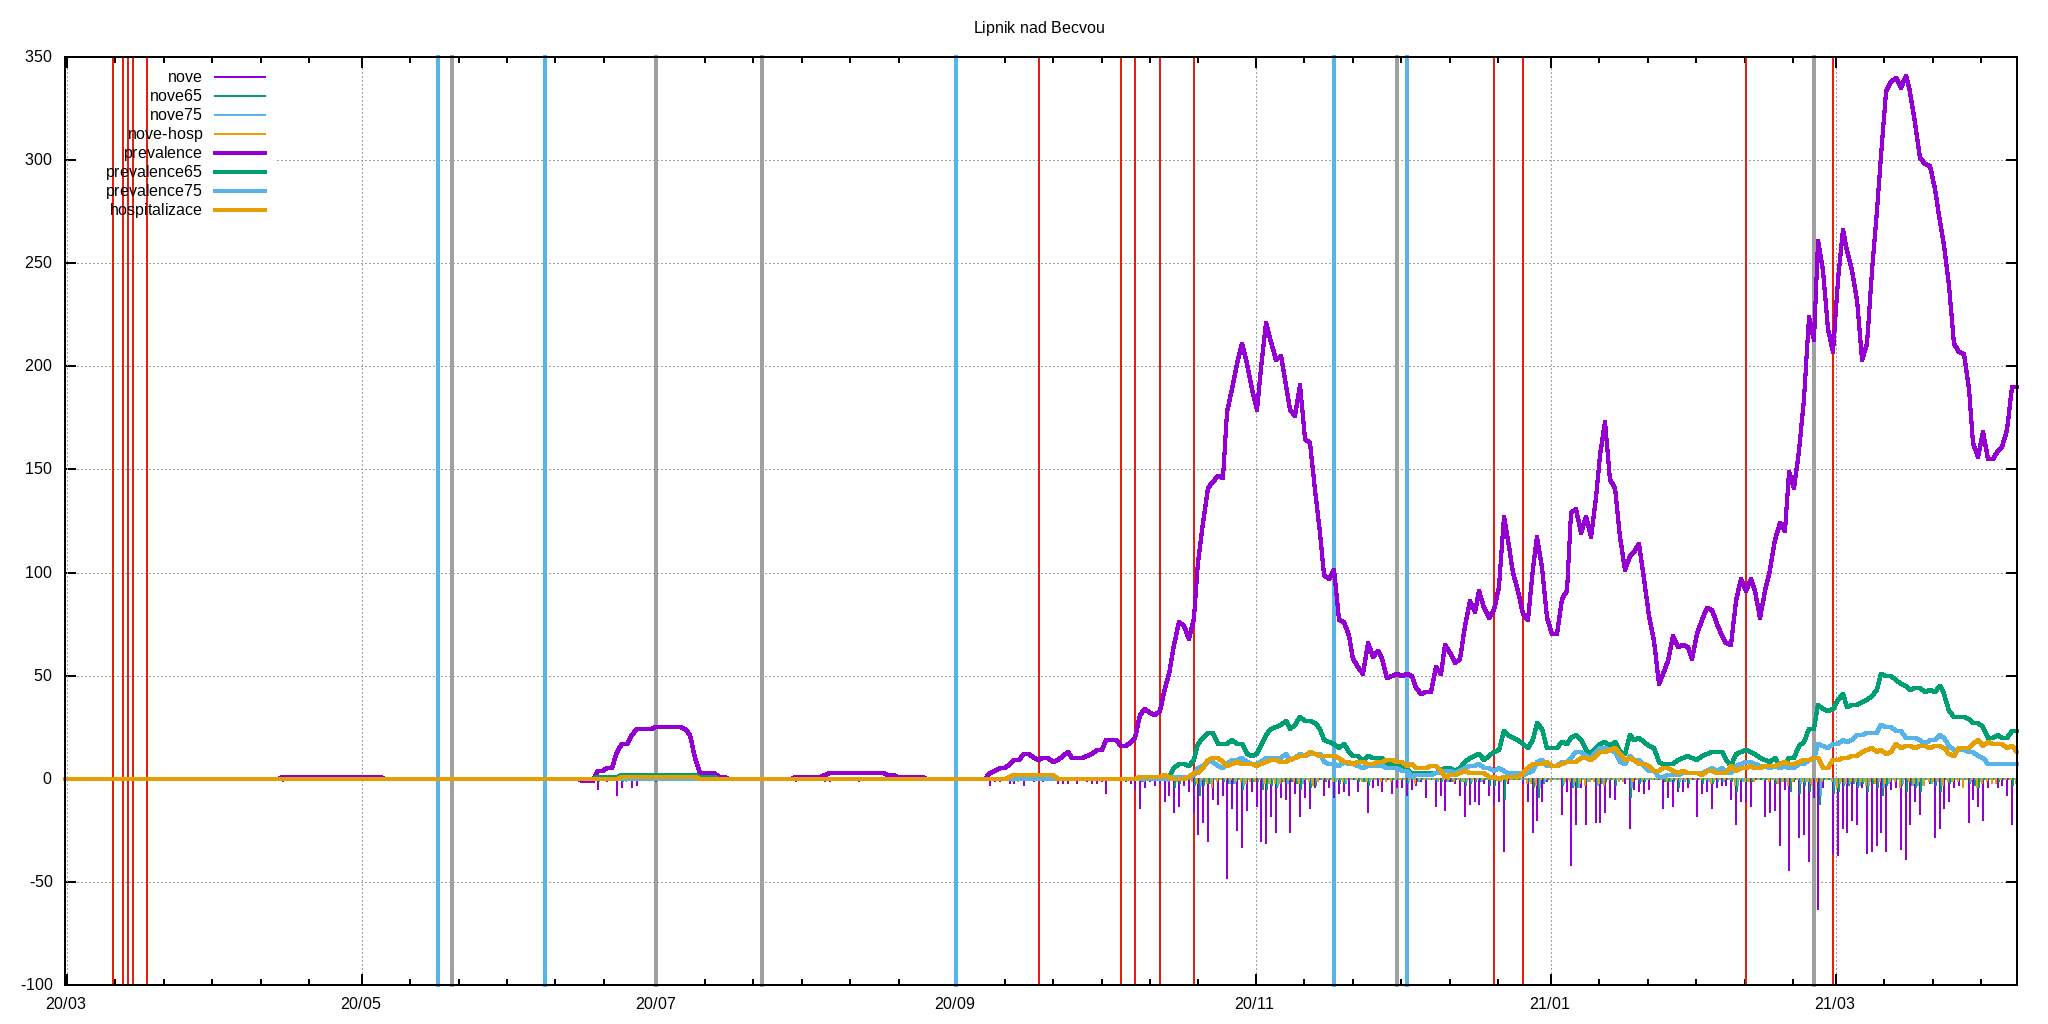 Lipnik nad Becvou
350
300
250
200
150
100
50
0
-50
-100
nove
nove65
nove75
nove-hosp
prevalence
prevalence65
prevalence75
hospitalizace
20/03 20/05 20/07 20/09 20/11 21/01 21/03